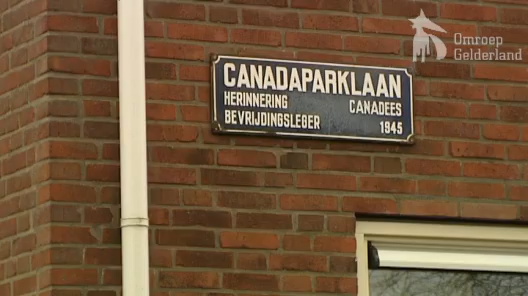 Omroep
Gelderland
CANADAPARKLAAN
HERINNERING CANADEES
BEVRIJDINGSLEGER 1945